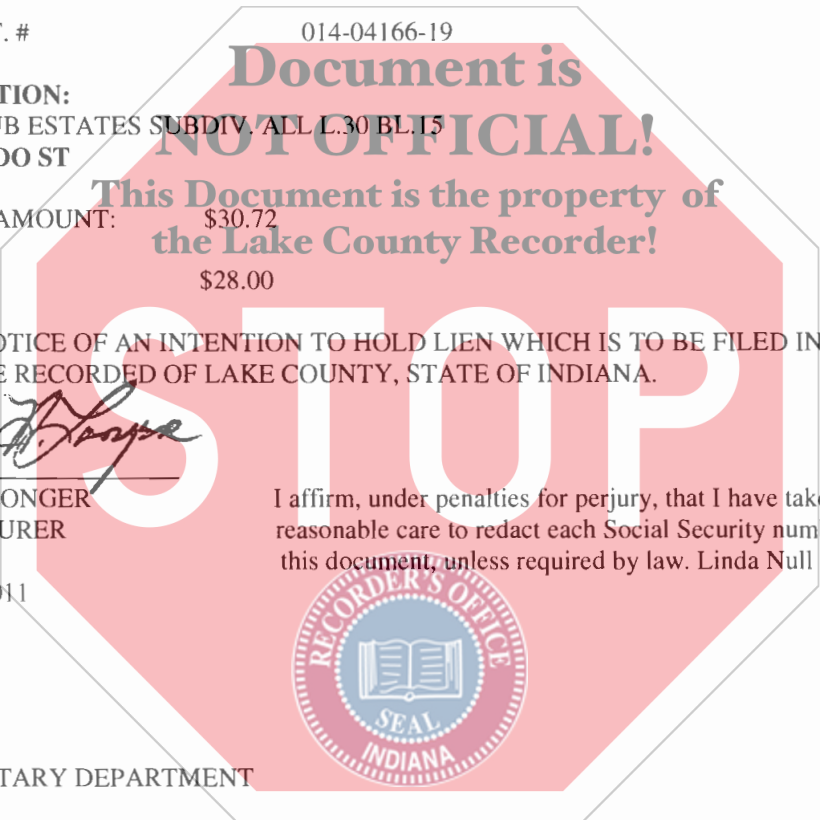 T. # 014-04166-19
Document is
TION:
UB ESTATES SUBDIV. ALL L.30 BL.15
NOT OFFICIAL!
DO ST
This Document is the property of
AMOUNT: $30.72
the Lake County Recorder!
$28.00
STOP
OTICE OF AN INTENTION TO HOLD LIEN WHICH IS TO BE FILED IN
E RECORDED OF LAKE COUNTY, STATE OF INDIANA.
ONGER
URER
I affirm, under penalties for perjury, that I have take
reasonable care to redact each Social Security num
this document, unless required by law. Linda Null
011
RECORDER'S OFFICE
SEAL
INDIANA
TARY DEPARTMENT